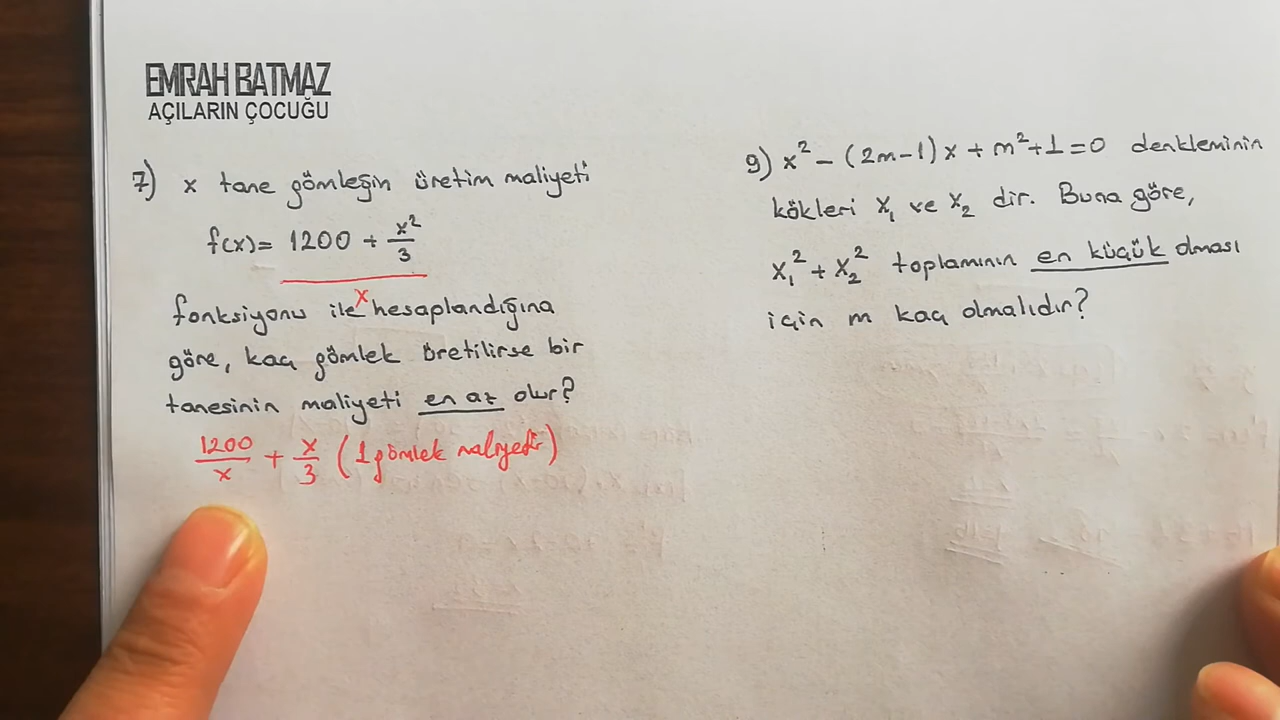 EMRAH BATMAZ
AÇILARIN ÇOCUĞU
7) x tane gömleğin üretim maliyeti
f(x)= 1200 + x²/3
x
fonksiyonu ile hesaplandığına
göre, kaç gömlek üretilirse bir
tanesinin maliyeti en az olur?
1200/x + x/3 (1 gömlek maliyeti)
9) x² - (2m-1)x + m²+1=0 denkleminin
kökleri x₁ ve x₂ dir. Buna göre,
x₁² + x₂² toplamının en küçük olması
için m kaç olmalıdır?